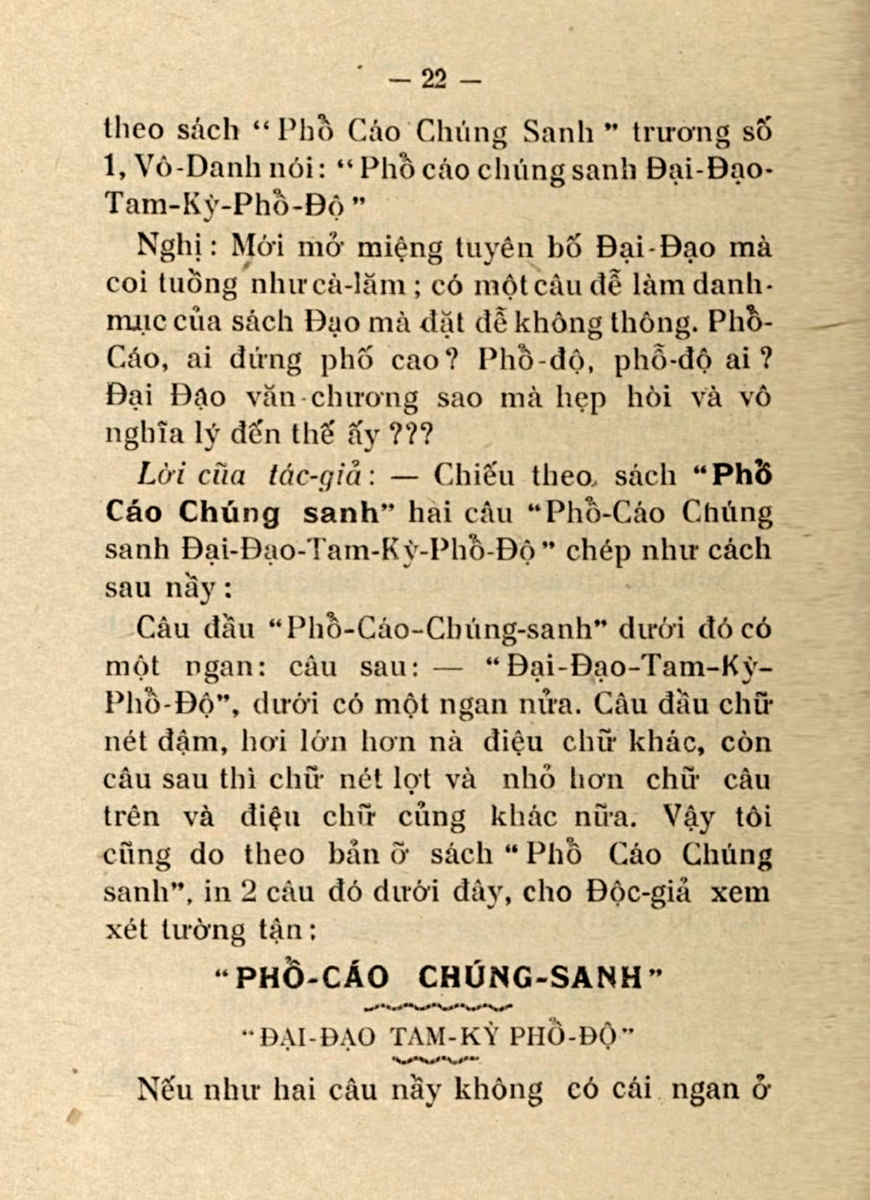 — 22 —
theo sách “ Phổ Cáo Chúng Sanh ” trương số
1, Vô-Danh nói : “ Phổ cáo chúng sanh Đại-Đạo-
Tam-Kỳ-Phổ-Độ ”
Nghị : Mới mở miệng tuyên bố Đại-Đạo mà
coi tuồng như cà-lăm ; có một câu đễ làm danh-
mục của sách Đạo mà đặt đễ không thông. Phổ-
Cáo, ai đứng phố cao ? Phổ-độ, phỗ-độ ai ?
Đại Đạo văn-chương sao mà hẹp hòi và vô
nghĩa lý đến thế ấy ???
Lời cũa tác-giả : — Chiếu theo sách “Phổ
Cáo Chúng sanh” hai câu “Phổ-Cáo Chúng
sanh Đại-Đạo-Tam-Kỳ-Phổ-Độ ” chép như cách
sau nầy :
Câu đầu “Phổ-Cáo-Chúng-sanh” dưới đó có
một ngan: câu sau: — “Đại-Đạo-Tam-Kỳ-
Phổ-Độ”, dưới có một ngan nửa. Câu đầu chữ
nét đậm, hơi lớn hơn nà điệu chữ khác, còn
câu sau thì chữ nét lợt và nhỏ hơn chữ câu
trên và điệu chữ củng khác nữa. Vậy tôi
cũng do theo bản ỡ sách “ Phổ Cáo Chúng
sanh”, in 2 câu đó dưới đây, cho Độc-giả xem
xét tường tận :
“PHỔ-CÁO CHÚNG-SANH”
“ĐẠI-ĐẠO TAM-KỲ PHỔ-ĐỘ”
Nếu như hai câu nầy không có cái ngan ở